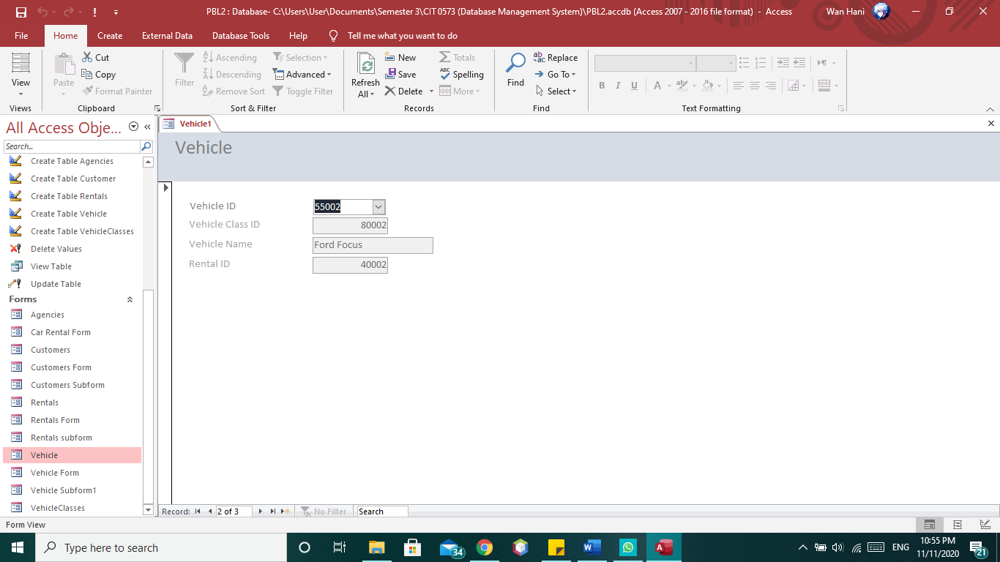 PBL2 : Database- C:\Users\User\Documents\Semester 3\CIT 0573 (Database Management System)\PBL2.accdb (Access 2007 - 2016 file format) - Access
Wan Hani
File Home Create External Data Database Tools Help Tell me what you want to do
View
Views
Paste
Cut
Copy
Format Painter
Clipboard
Filter
Ascending
Descending
Remove Sort
Selection
Advanced
Toggle Filter
Sort & Filter
Refresh
All
New
Save
Delete
Totals
Spelling
More
Records
Find
Replace
Go To
Select
Find
B I U A
Text Formatting
All Access Obje...
Search...
Create Table Agencies
Create Table Customer
Create Table Rentals
Create Table Vehicle
Create Table VehicleClasses
Delete Values
View Table
Update Table
Forms
Agencies
Car Rental Form
Customers
Customers Form
Customers Subform
Rentals
Rentals Form
Rentals subform
Vehicle
Vehicle Form
Vehicle Subform1
VehicleClasses
Vehicle1
Vehicle
Vehicle ID 55002
Vehicle Class ID 80002
Vehicle Name Ford Focus
Rental ID 40002
Record: 2 of 3 No Filter Search
Form View
Type here to search
34
ENG
10:55 PM
11/11/2020
21